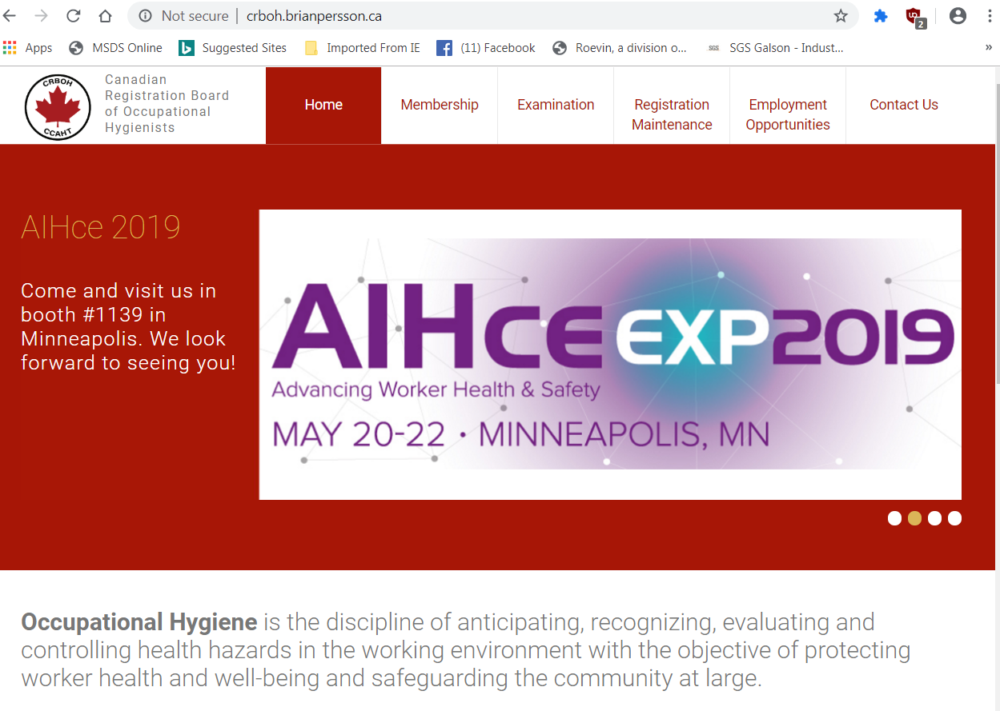 Not secure | crboh.brianpersson.ca
2
Apps MSDS Online Suggested Sites Imported From IE (11) Facebook Roevin, a division o... SGS SGS Galson - Indust... »
CRBOH
CCAHT
Canadian
Registration Board
of Occupational
Hygienists
Home
Membership
Examination
Registration
Maintenance
Employment
Opportunities
Contact Us
AIHce 2019
Come and visit us in
booth #1139 in
Minneapolis. We look
forward to seeing you!
AIHce EXP2019
Advancing Worker Health & Safety
MAY 20-22 • MINNEAPOLIS, MN
Occupational Hygiene is the discipline of anticipating, recognizing, evaluating and
controlling health hazards in the working environment with the objective of protecting
worker health and well-being and safeguarding the community at large.